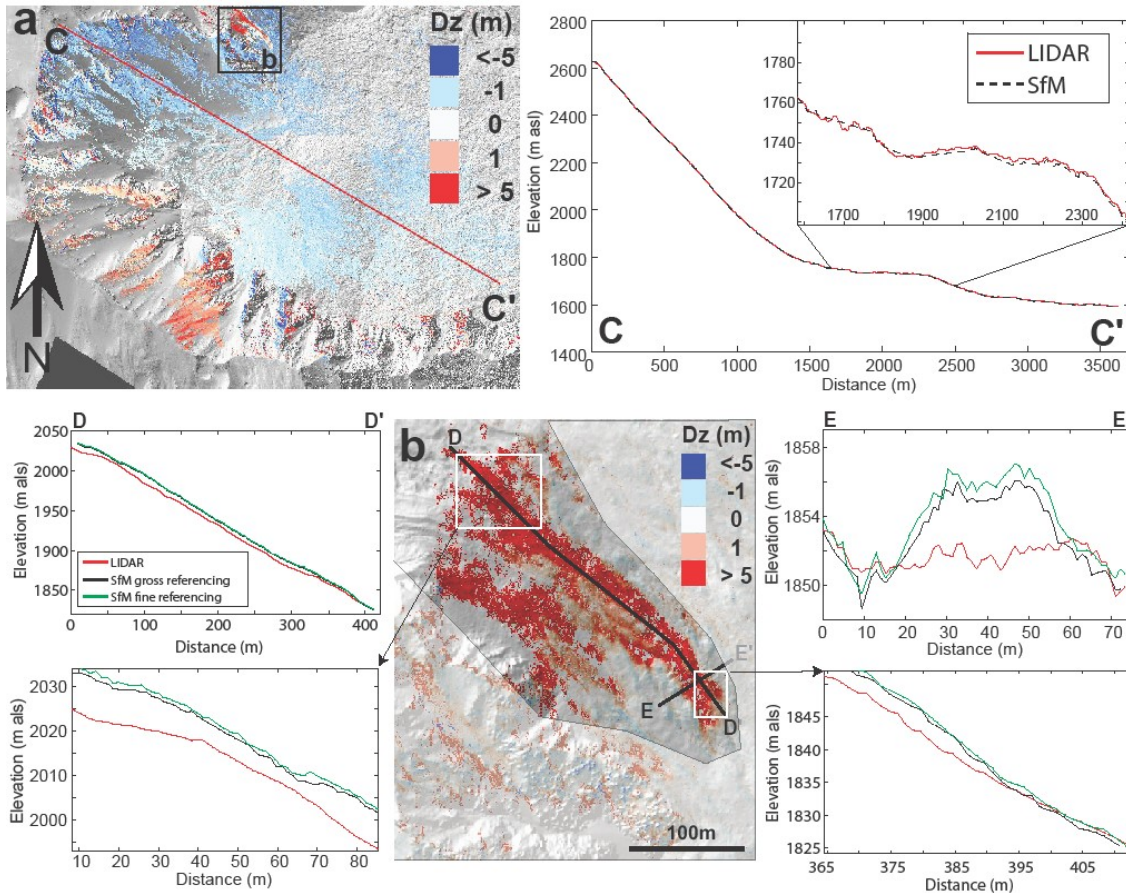 a
C
C'
b
N
Dz (m)
<-5
-1
0
1
> 5
2800
2600
2400
2200
2000
1800
1600
1400
Elevation (m asl)
0
500
1000
1500
2000
2500
3000
3500
Distance (m)
C
C'
LIDAR
SfM
1760
1740
1720
1700
1900
2100
2300
D
D'
2050
2000
1950
1900
1850
Elevation (m als)
LIDAR
SfM gross referencing
SfM fine referencing
0
100
200
300
400
Distance (m)
2030
2020
2010
2000
Elevation (m als)
10
20
30
40
50
60
70
80
Distance (m)
b
D
E
E'
D
Dz (m)
<-5
-1
0
1
> 5
100m
E
E
1858
1854
1850
Elevation (m als)
0
10
20
30
40
50
60
70
Distance (m)
1845
1840
1835
1830
1825
Elevation (m als)
365
375
385
395
405
Distance (m)